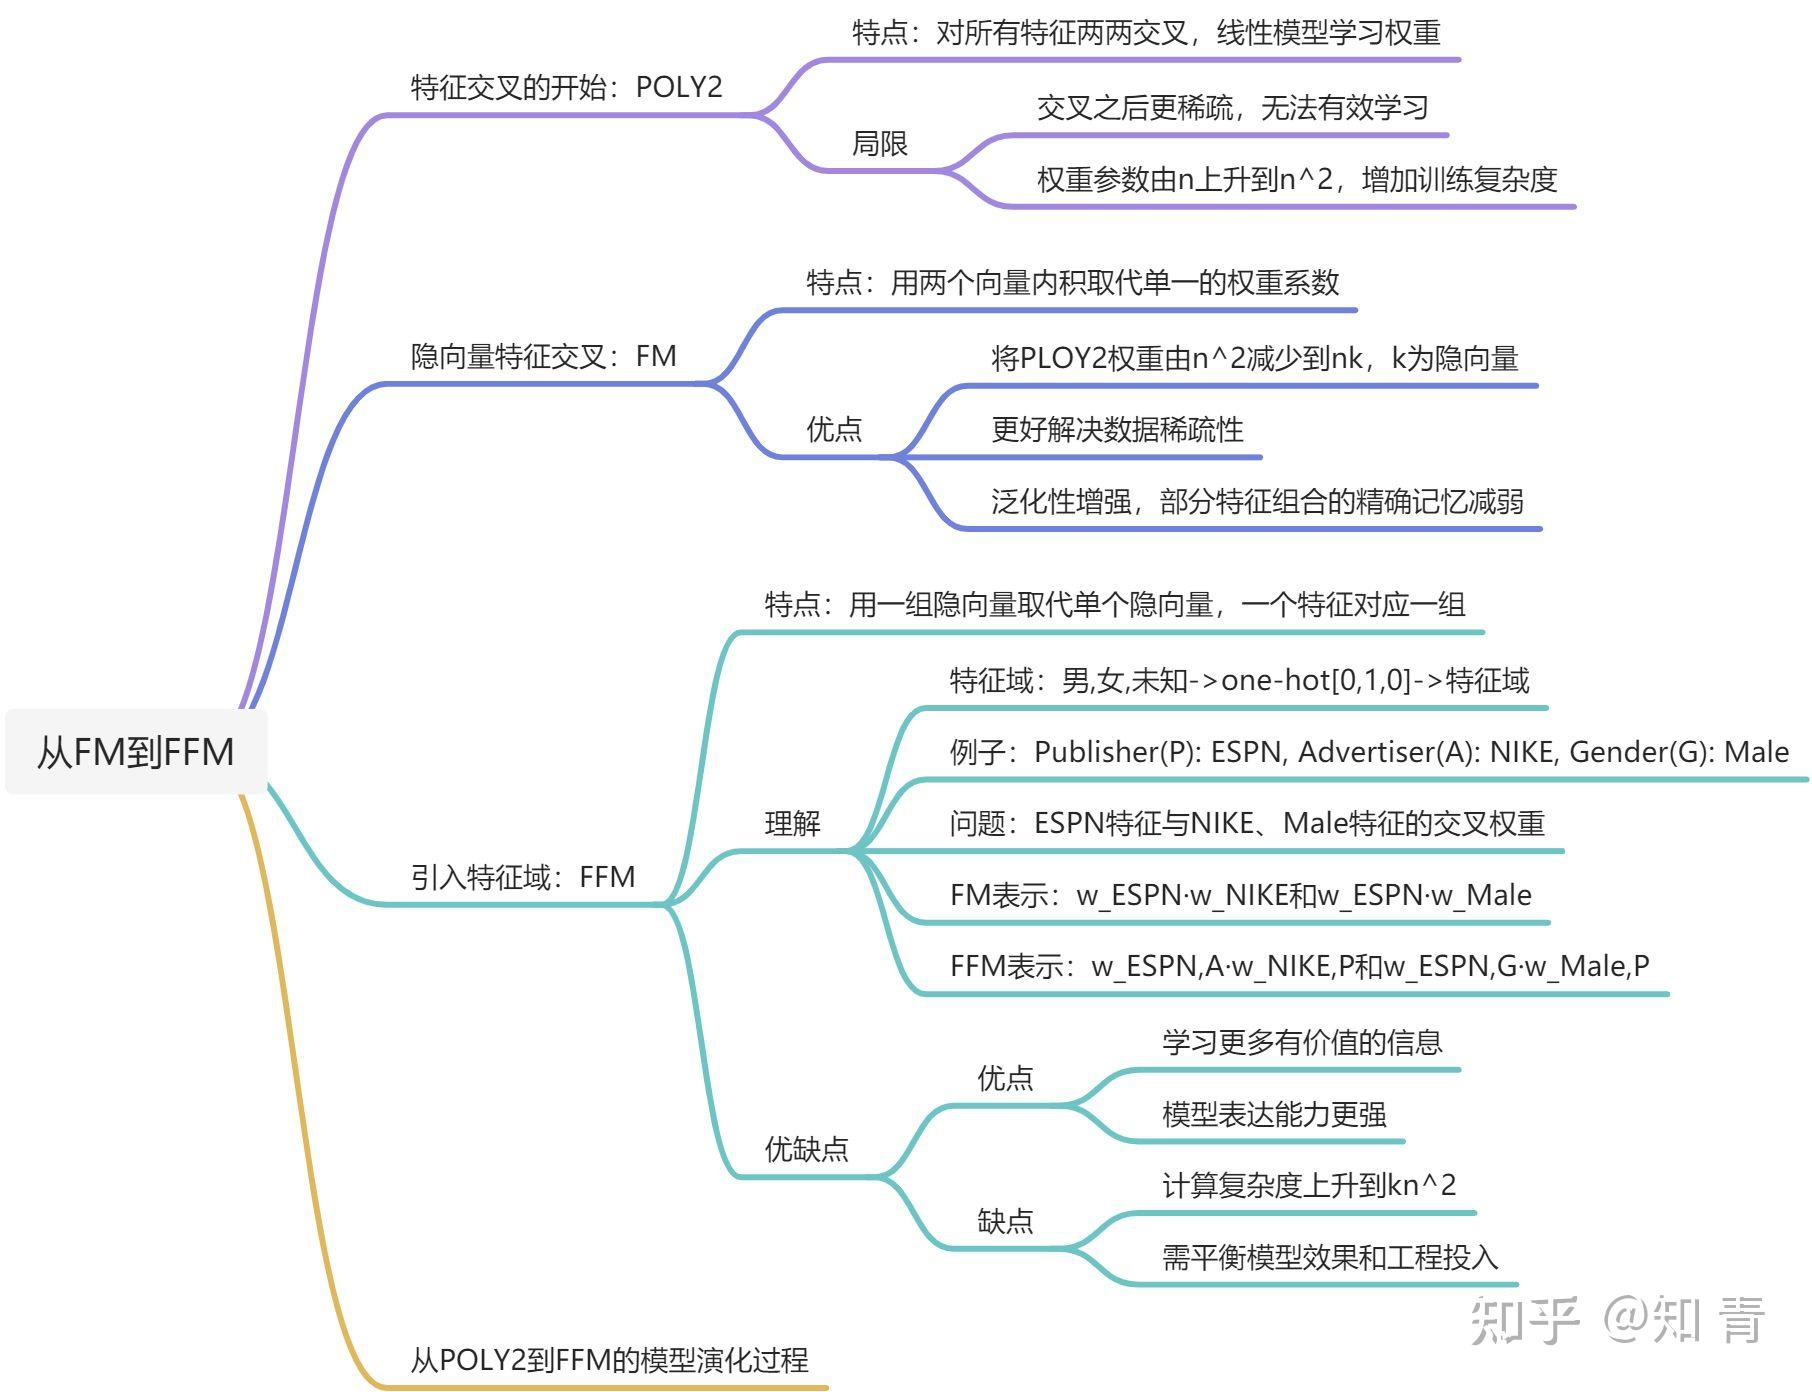 从FM到FFM
特征交叉的开始：POLY2
特点：对所有特征两两交叉，线性模型学习权重
局限
交叉之后更稀疏，无法有效学习
权重参数由n上升到n^2，增加训练复杂度
隐向量特征交叉：FM
特点：用两个向量内积取代单一的权重系数
优点
将PLOY2权重由n^2减少到nk，k为隐向量
更好解决数据稀疏性
泛化性增强，部分特征组合的精确记忆减弱
引入特征域：FFM
特点：用一组隐向量取代单个隐向量，一个特征对应一组
理解
特征域：男,女,未知->one-hot[0,1,0]->特征域
例子：Publisher(P): ESPN, Advertiser(A): NIKE, Gender(G): Male
问题：ESPN特征与NIKE、Male特征的交叉权重
FM表示：w_ESPN·w_NIKE和w_ESPN·w_Male
FFM表示：w_ESPN,A·w_NIKE,P和w_ESPN,G·w_Male,P
优缺点
优点
学习更多有价值的信息
模型表达能力更强
缺点
计算复杂度上升到kn^2
需平衡模型效果和工程投入
从POLY2到FFM的模型演化过程
知乎 @知 青